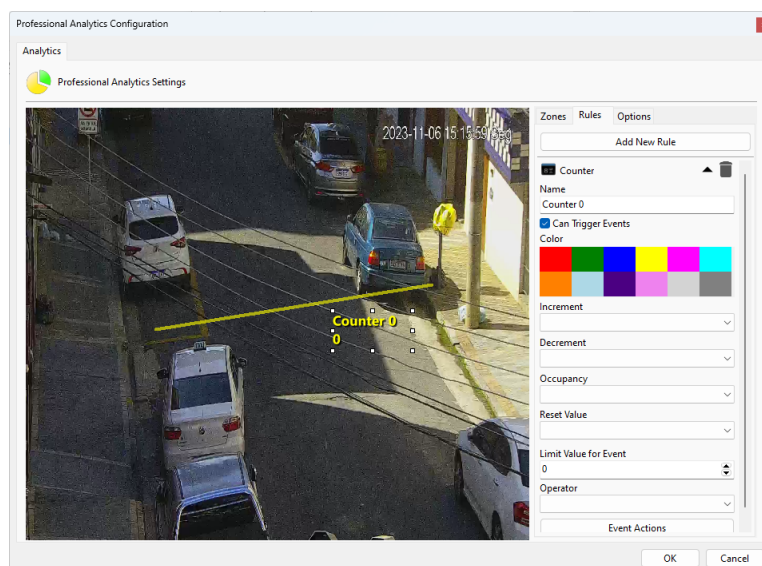 Professional Analytics Configuration
Analytics
Professional Analytics Settings
2023-11-06 15:15:59 Seg
Counter 0
0
Zones
Rules
Options
Add New Rule
Counter
Name
Counter 0
Can Trigger Events
Color
Increment
Decrement
Occupancy
Reset Value
Limit Value for Event
0
Operator
Event Actions
OK
Cancel